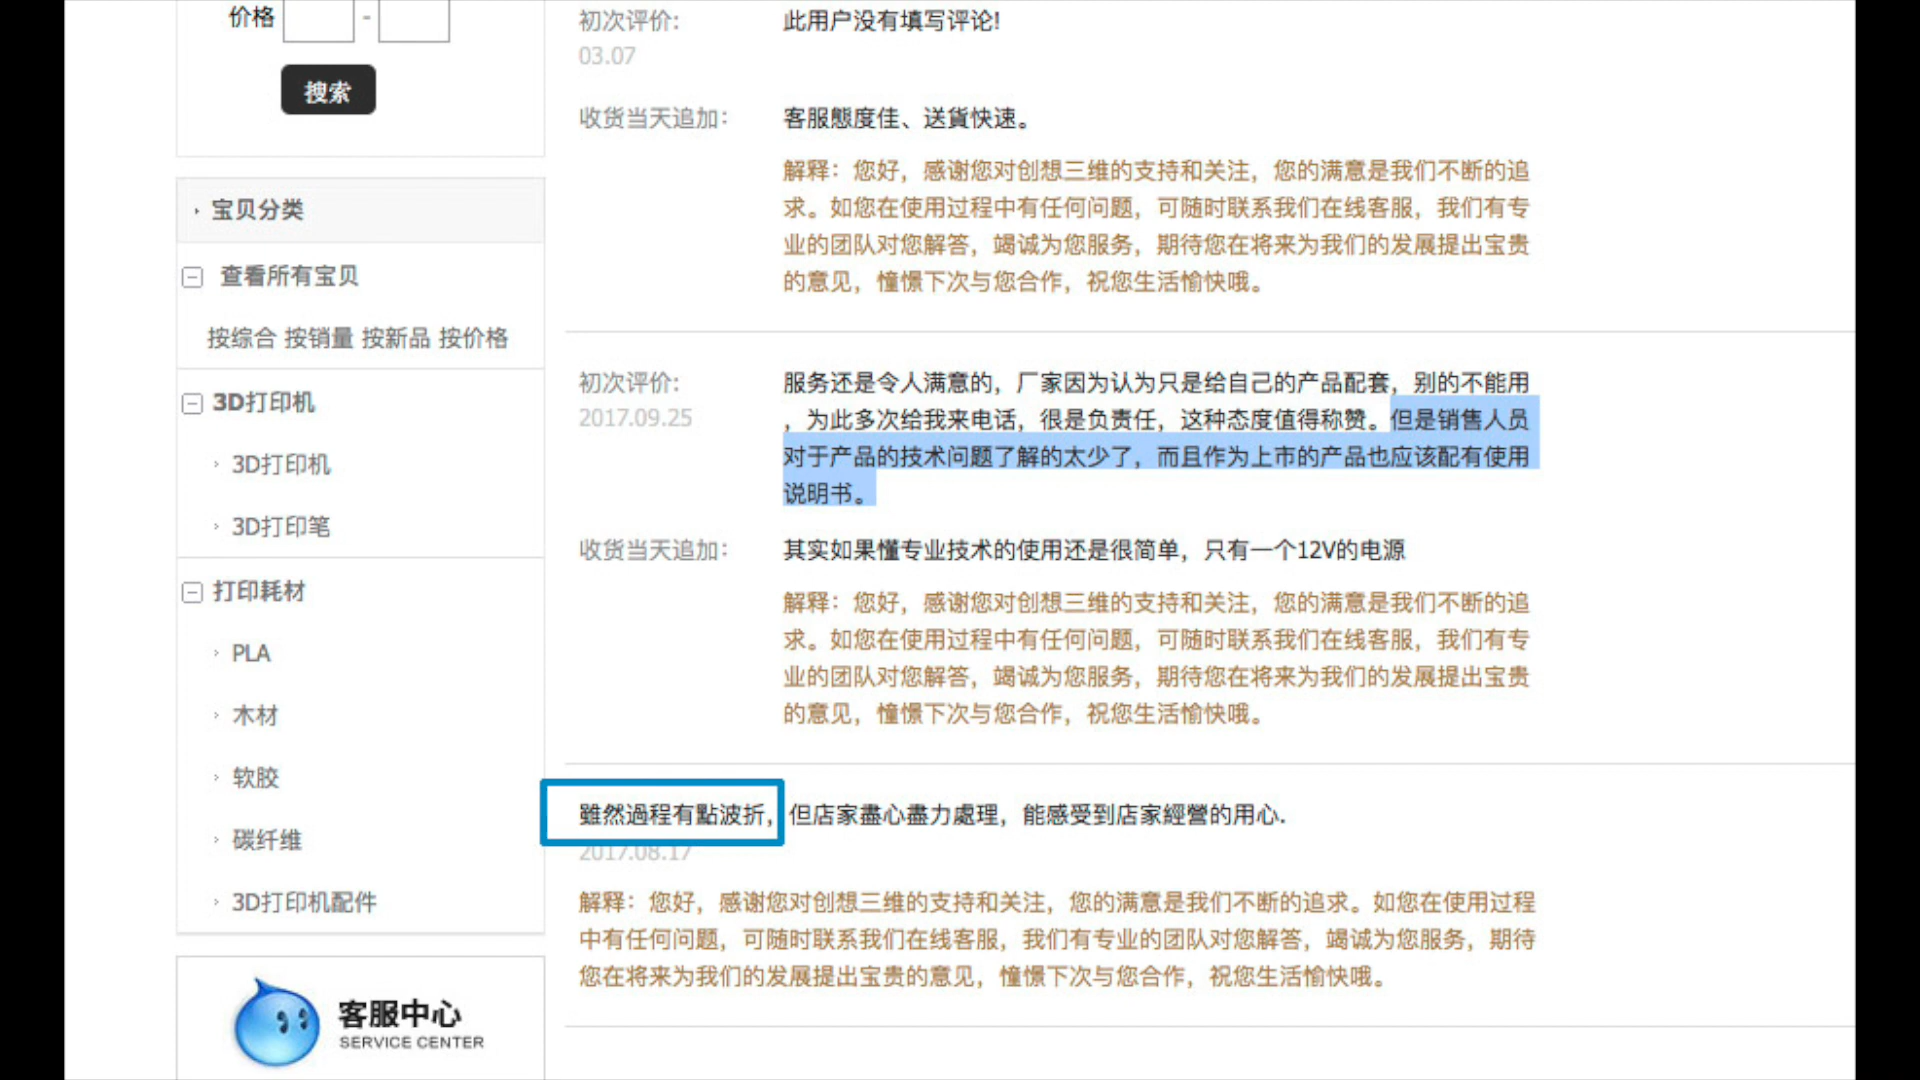 价格 -
搜索
宝贝分类
查看所有宝贝
按综合 按销量 按新品 按价格
3D打印机
3D打印机
3D打印笔
打印耗材
PLA
木材
软胶
碳纤维
3D打印机配件
客服中心
SERVICE CENTER
初次评价:
03.07
此用户没有填写评论!
收货当天追加:
客服態度佳、送貨快速。
解释：您好，感谢您对创想三维的支持和关注，您的满意是我们不断的追
求。如您在使用过程中有任何问题，可随时联系我们在线客服，我们有专
业的团队对您解答，竭诚为您服务，期待您在将来为我们的发展提出宝贵
的意见，憧憬下次与您合作，祝您生活愉快哦。
初次评价:
2017.09.25
服务还是令人满意的，厂家因为认为只是给自己的产品配套，别的不能用
，为此多次给我来电话，很是负责任，这种态度值得称赞。但是销售人员
对于产品的技术问题了解的太少了，而且作为上市的产品也应该配有使用
说明书。
收货当天追加:
其实如果懂专业技术的使用还是很简单，只有一个12V的电源
解释：您好，感谢您对创想三维的支持和关注，您的满意是我们不断的追
求。如您在使用过程中有任何问题，可随时联系我们在线客服，我们有专
业的团队对您解答，竭诚为您服务，期待您在将来为我们的发展提出宝贵
的意见，憧憬下次与您合作，祝您生活愉快哦。
雖然過程有點波折，但店家盡心盡力處理，能感受到店家經營的用心.
2017.08.17
解释：您好，感谢您对创想三维的支持和关注，您的满意是我们不断的追求。如您在使用过程
中有任何问题，可随时联系我们在线客服，我们有专业的团队对您解答，竭诚为您服务，期待
您在将来为我们的发展提出宝贵的意见，憧憬下次与您合作，祝您生活愉快哦。